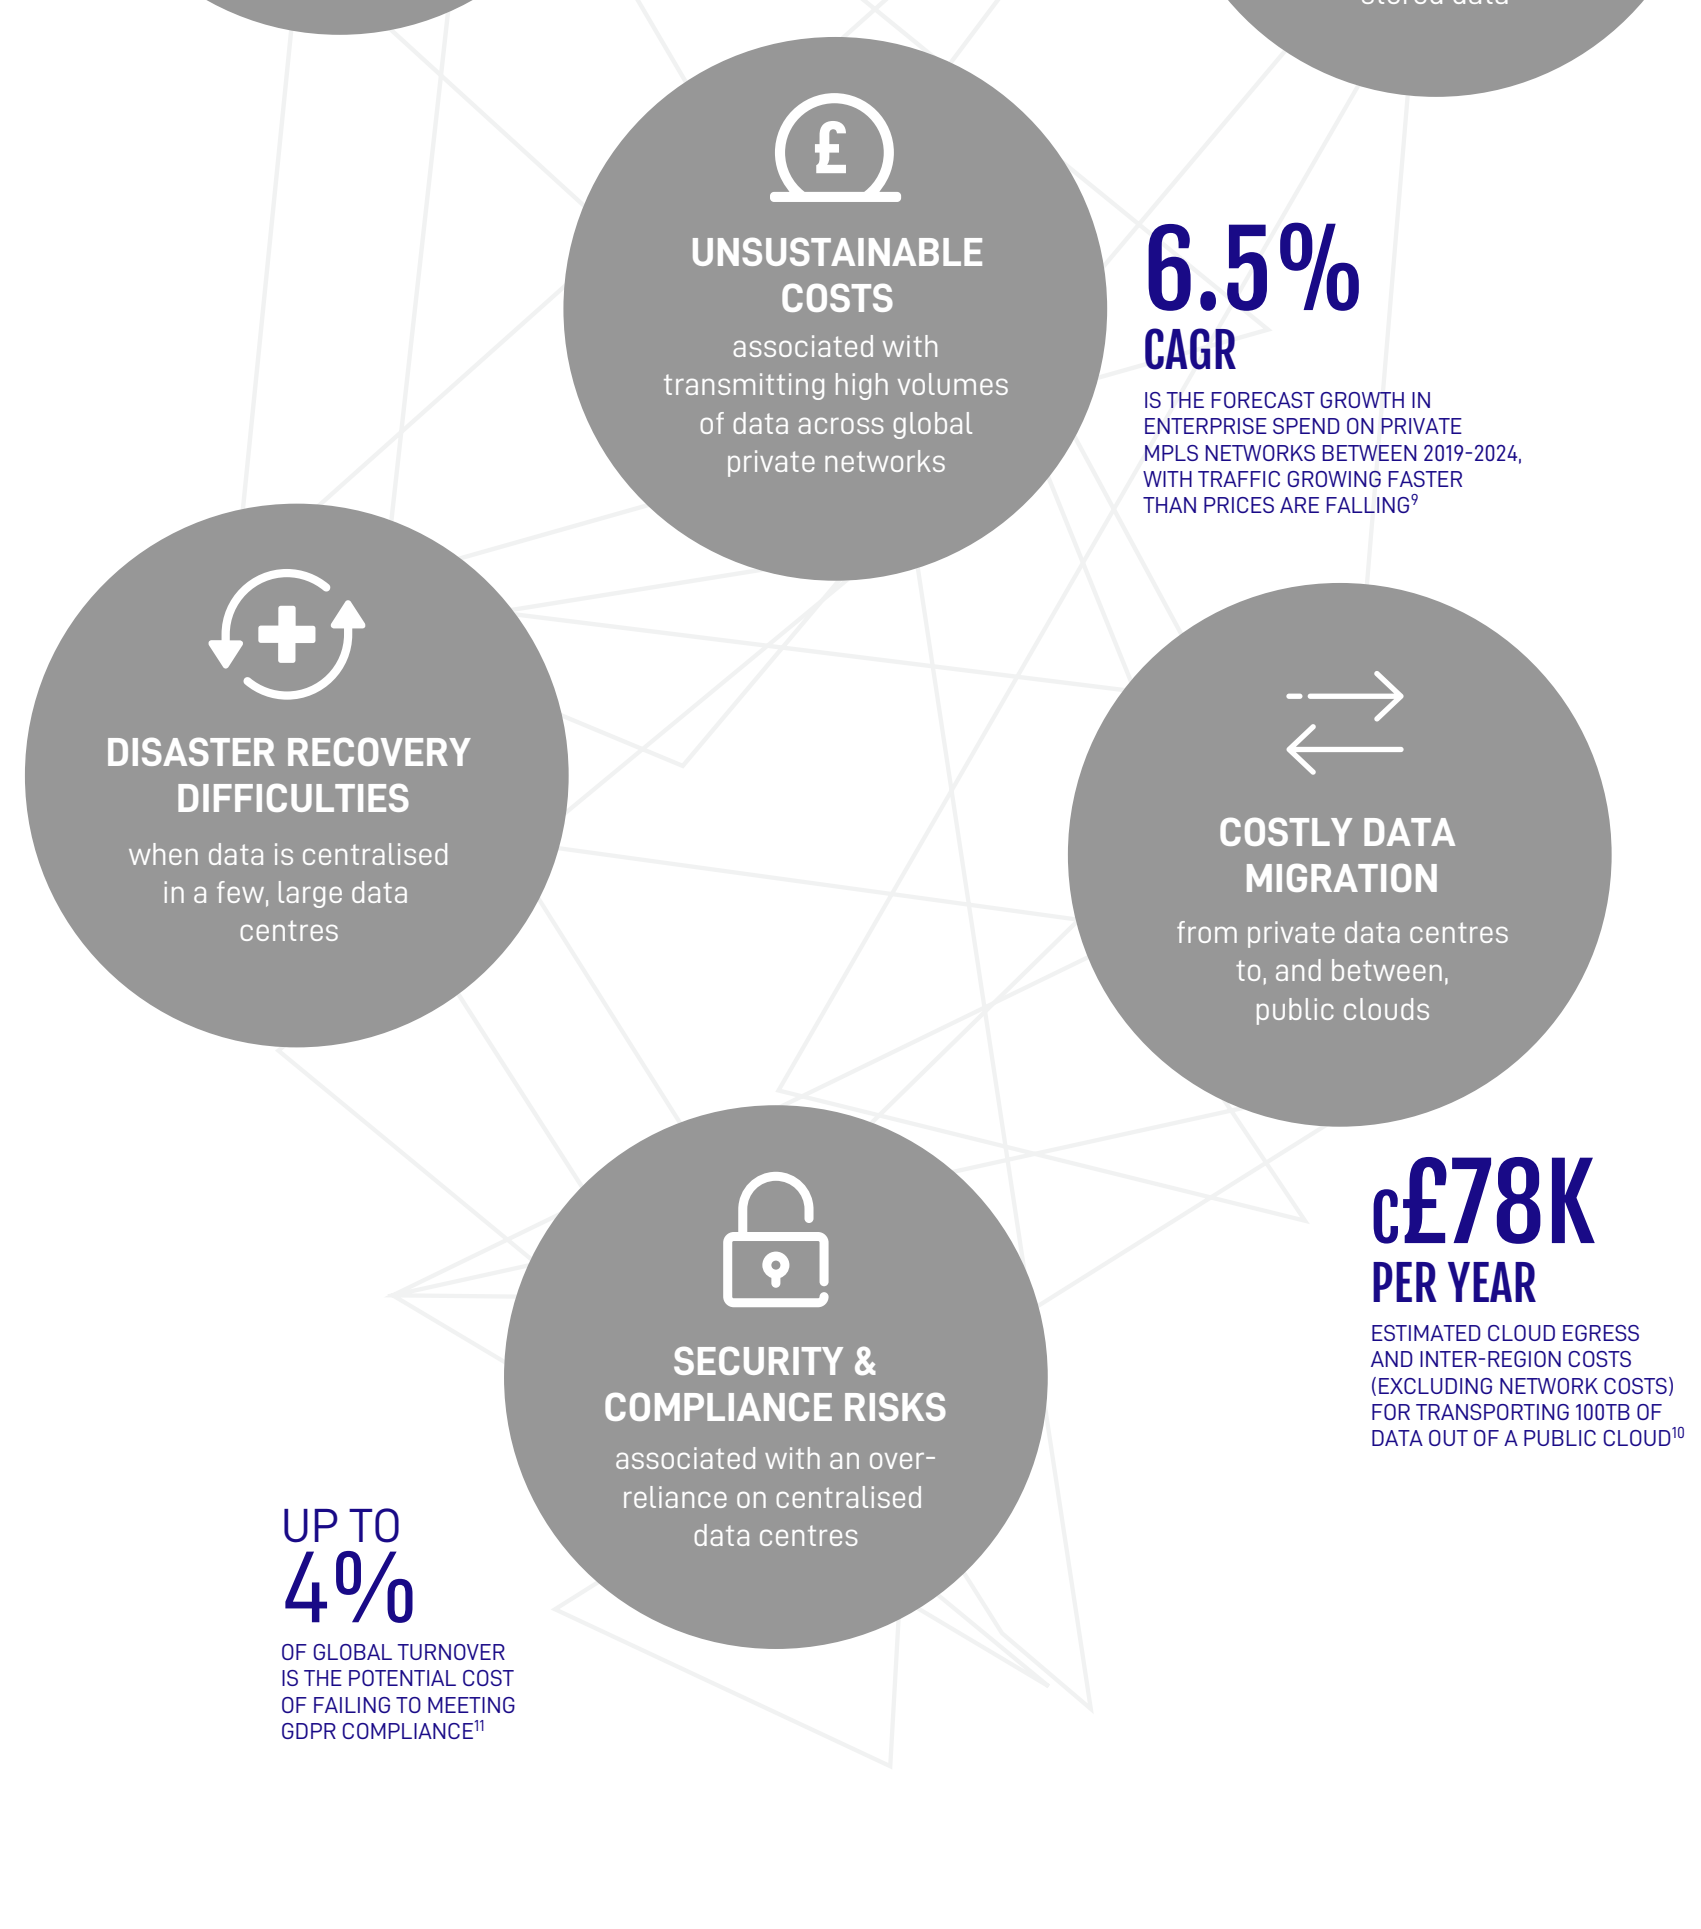 £
UNSUSTAINABLE
COSTS
associated with
transmitting high volumes
of data across global
private networks
6.5%
CAGR
IS THE FORECAST GROWTH IN
ENTERPRISE SPEND ON PRIVATE
MPLS NETWORKS BETWEEN 2019-2024,
WITH TRAFFIC GROWING FASTER
THAN PRICES ARE FALLING⁹
DISASTER RECOVERY
DIFFICULTIES
when data is centralised
in a few, large data
centres
COSTLY DATA
MIGRATION
from private data centres
to, and between,
public clouds
C£78K
PER YEAR
ESTIMATED CLOUD EGRESS
AND INTER-REGION COSTS
(EXCLUDING NETWORK COSTS)
FOR TRANSPORTING 100TB OF
DATA OUT OF A PUBLIC CLOUD¹⁰
SECURITY &
COMPLIANCE RISKS
associated with an over-
reliance on centralised
data centres
UP TO
4%
OF GLOBAL TURNOVER
IS THE POTENTIAL COST
OF FAILING TO MEETING
GDPR COMPLIANCE¹¹